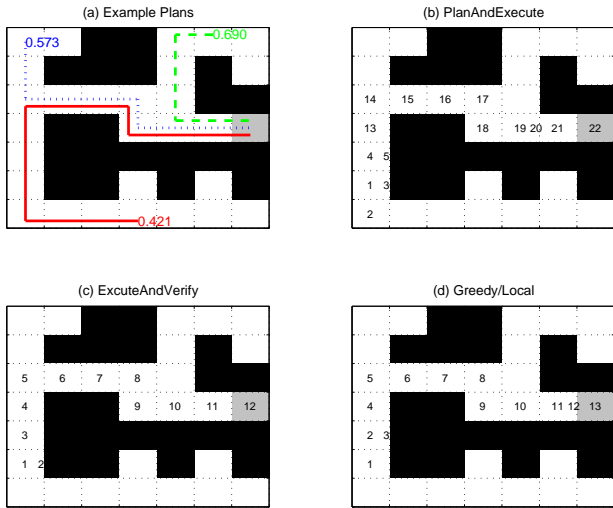 (a) Example Plans
0.573
0.690
0.421
(b) PlanAndExecute
14 15 16 17
13 18 19 20 21 22
4 5
1 3
2
(c) ExcuteAndVerify
5 6 7 8
4 9 10 11 12
3
1 2
(d) Greedy/Local
5 6 7 8
4 9 10 11 12 13
2 3
1